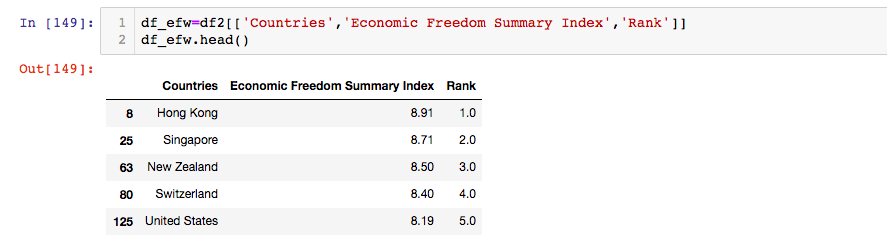 In [149]: 1 df_efw=df2[['Countries','Economic Freedom Summary Index','Rank']]
2 df_efw.head()
Out[149]:
Countries Economic Freedom Summary Index Rank
8 Hong Kong 8.91 1.0
25 Singapore 8.71 2.0
63 New Zealand 8.50 3.0
80 Switzerland 8.40 4.0
125 United States 8.19 5.0